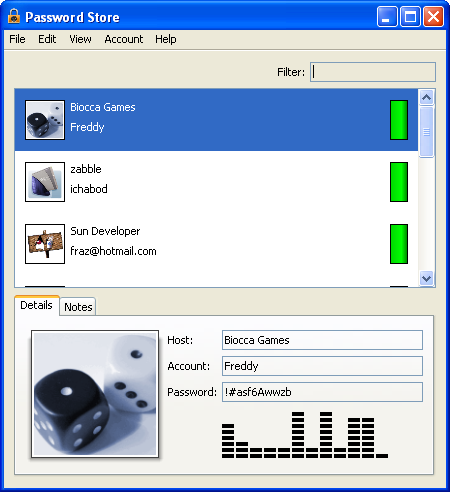 Password Store
File Edit View Account Help
Filter:
Biocca Games
Freddy
zabble
ichabod
Sun Developer
fraz@hotmail.com
Details Notes
Host: Biocca Games
Account: Freddy
Password: !#asf6Awwzb